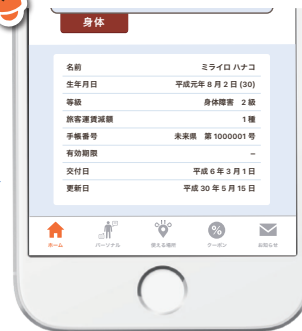 身体
名前 ミライロ ハナコ
生年月日 平成元年 8 月 2 日 (30)
等級 身体障害 2 級
旅客運賃減額 1 種
手帳番号 未来県 第 1000001 号
有効期限 –
交付日 平成 6 年 3 月 1 日
更新日 平成 30 年 5 月 15 日
ホーム パーソナル 使える場所 クーポン お知らせ